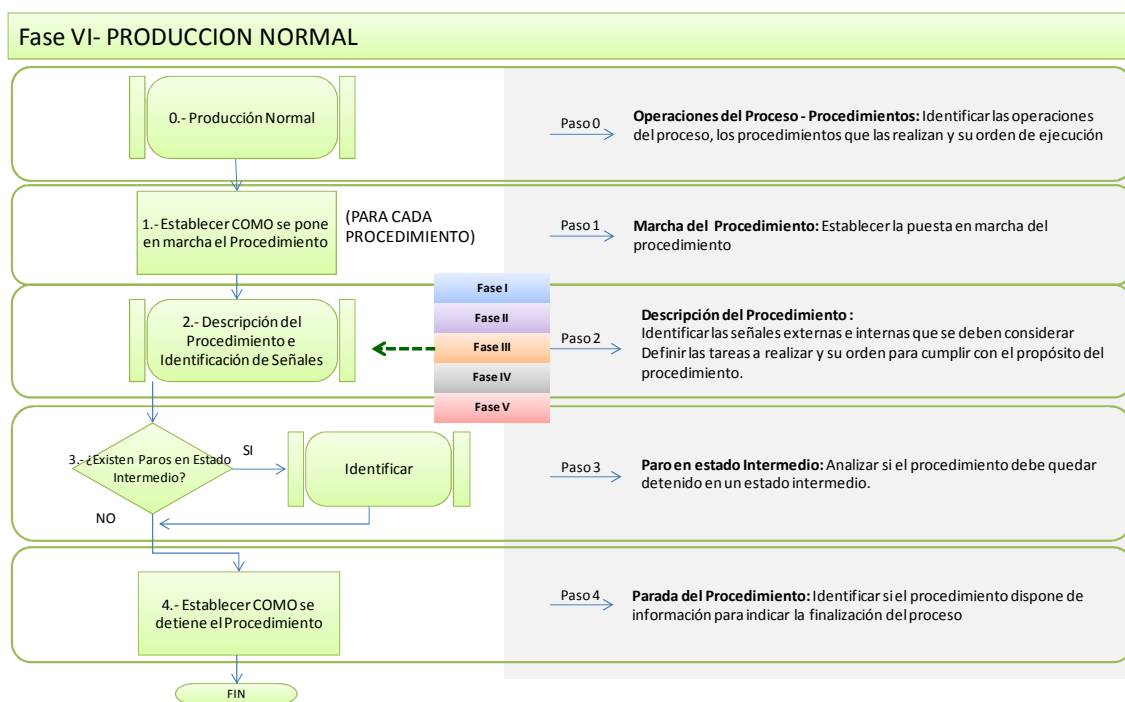 Fase VI- PRODUCCION NORMAL
0.- Producción Normal
Paso 0
Operaciones del Proceso - Procedimientos: Identificar las operaciones
del proceso, los procedimientos que las realizan y su orden de ejecución
1.- Establecer COMO se pone
en marcha el Procedimiento
(PARA CADA
PROCEDIMIENTO)
Paso 1
Marcha del Procedimiento: Establecer la puesta en marcha del
procedimiento
2.- Descripción del
Procedimiento e
Identificación de Señales
Fase I
Fase II
Fase III
Fase IV
Fase V
Paso 2
Descripción del Procedimiento :
Identificar las señales externas e internas que se deben considerar
Definir las tareas a realizar y su orden para cumplir con el propósito del
procedimiento.
3.- ¿Existen Paros en Estado
Intermedio?
SI
NO
Identificar
Paso 3
Paro en estado Intermedio: Analizar si el procedimiento debe quedar
detenido en un estado intermedio.
4.- Establecer COMO se
detiene el Procedimiento
Paso 4
Parada del Procedimiento: Identificar si el procedimiento dispone de
información para indicar la finalización del proceso
FIN